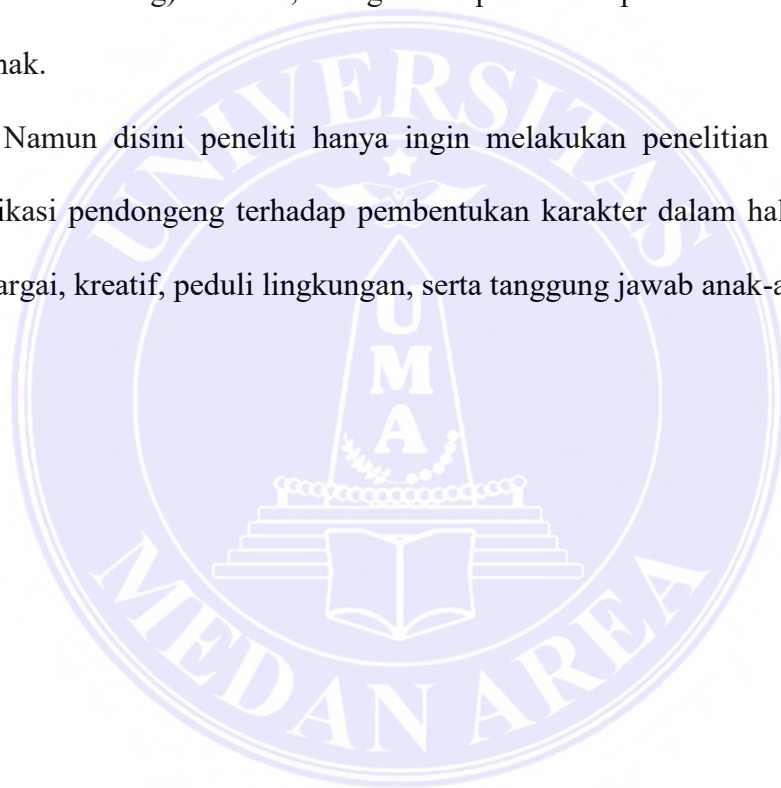 nak.
Namun disini peneliti hanya ingin melakukan penelitian
ikasi pendongeng terhadap pembentukan karakter dalam hal
argai, kreatif, peduli lingkungan, serta tanggung jawab anak-a
UNIVERSITAS
UMA
MEDAN AREA